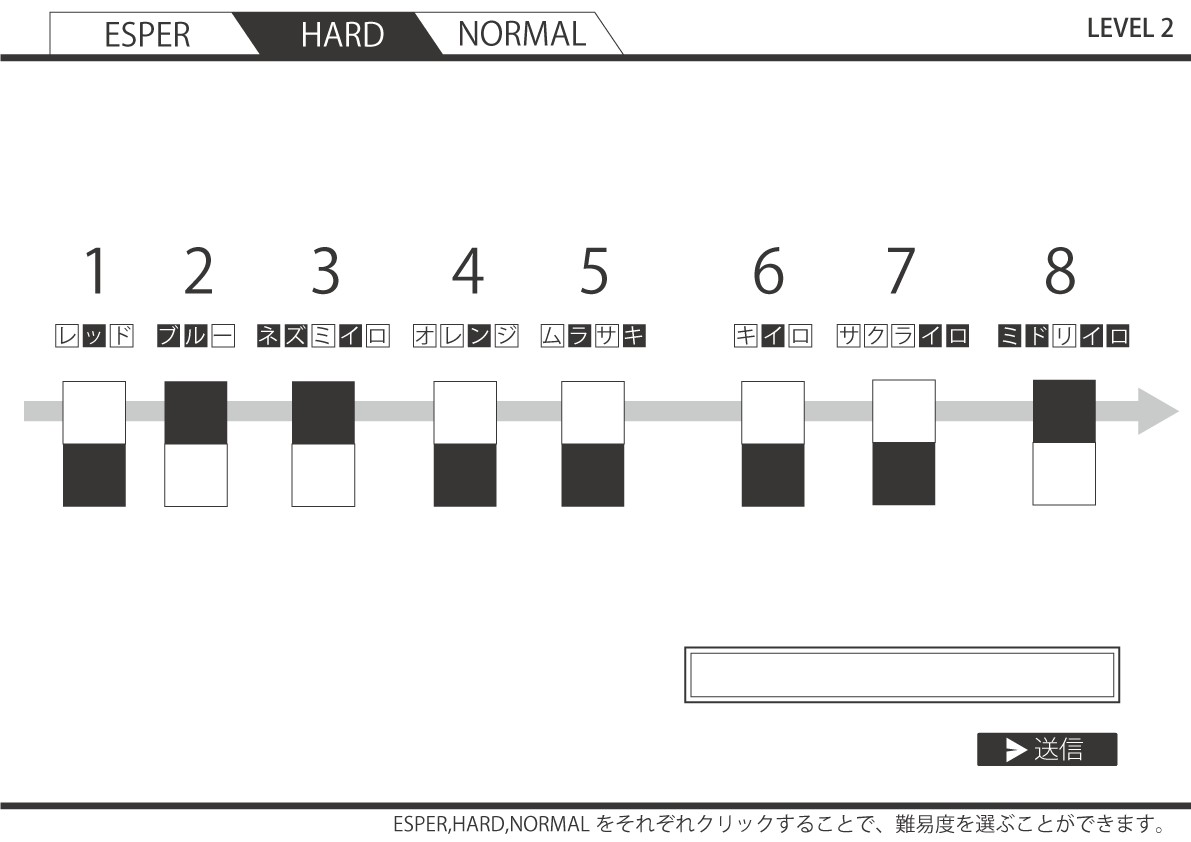 ESPER HARD NORMAL LEVEL 2
1 2 3 4 5 6 7 8
レッド ブルー ネズミイロ オレンジ ムラサキ キイロ サクライロ ミドリイロ
送信
ESPER,HARD,NORMAL をそれぞれクリックすることで、難易度を選ぶことができます。